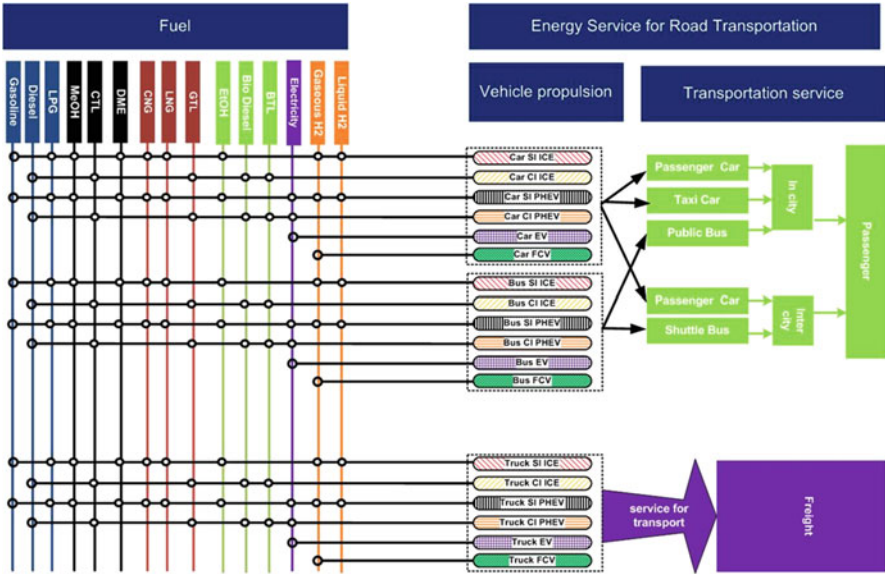 Fuel
Energy Service for Road Transportation
Vehicle propulsion
Transportation service
Gasoline
Diesel
LPG
MeOH
CTL
DME
CNG
LNG
GTL
EtOH
Bio Diesel
BTL
Electricity
Gaseous H2
Liquid H2
Car SI ICE
Car CI ICE
Car SI PHEV
Car CI PHEV
Car EV
Car FCV
Bus SI ICE
Bus CI ICE
Bus SI PHEV
Bus CI PHEV
Bus EV
Bus FCV
Truck SI ICE
Truck CI ICE
Truck SI PHEV
Truck CI PHEV
Truck EV
Truck FCV
Passenger Car
Taxi Car
Public Bus
In city
Passenger Car
Shuttle Bus
Inter
city
Passenger
service for
transport
Freight